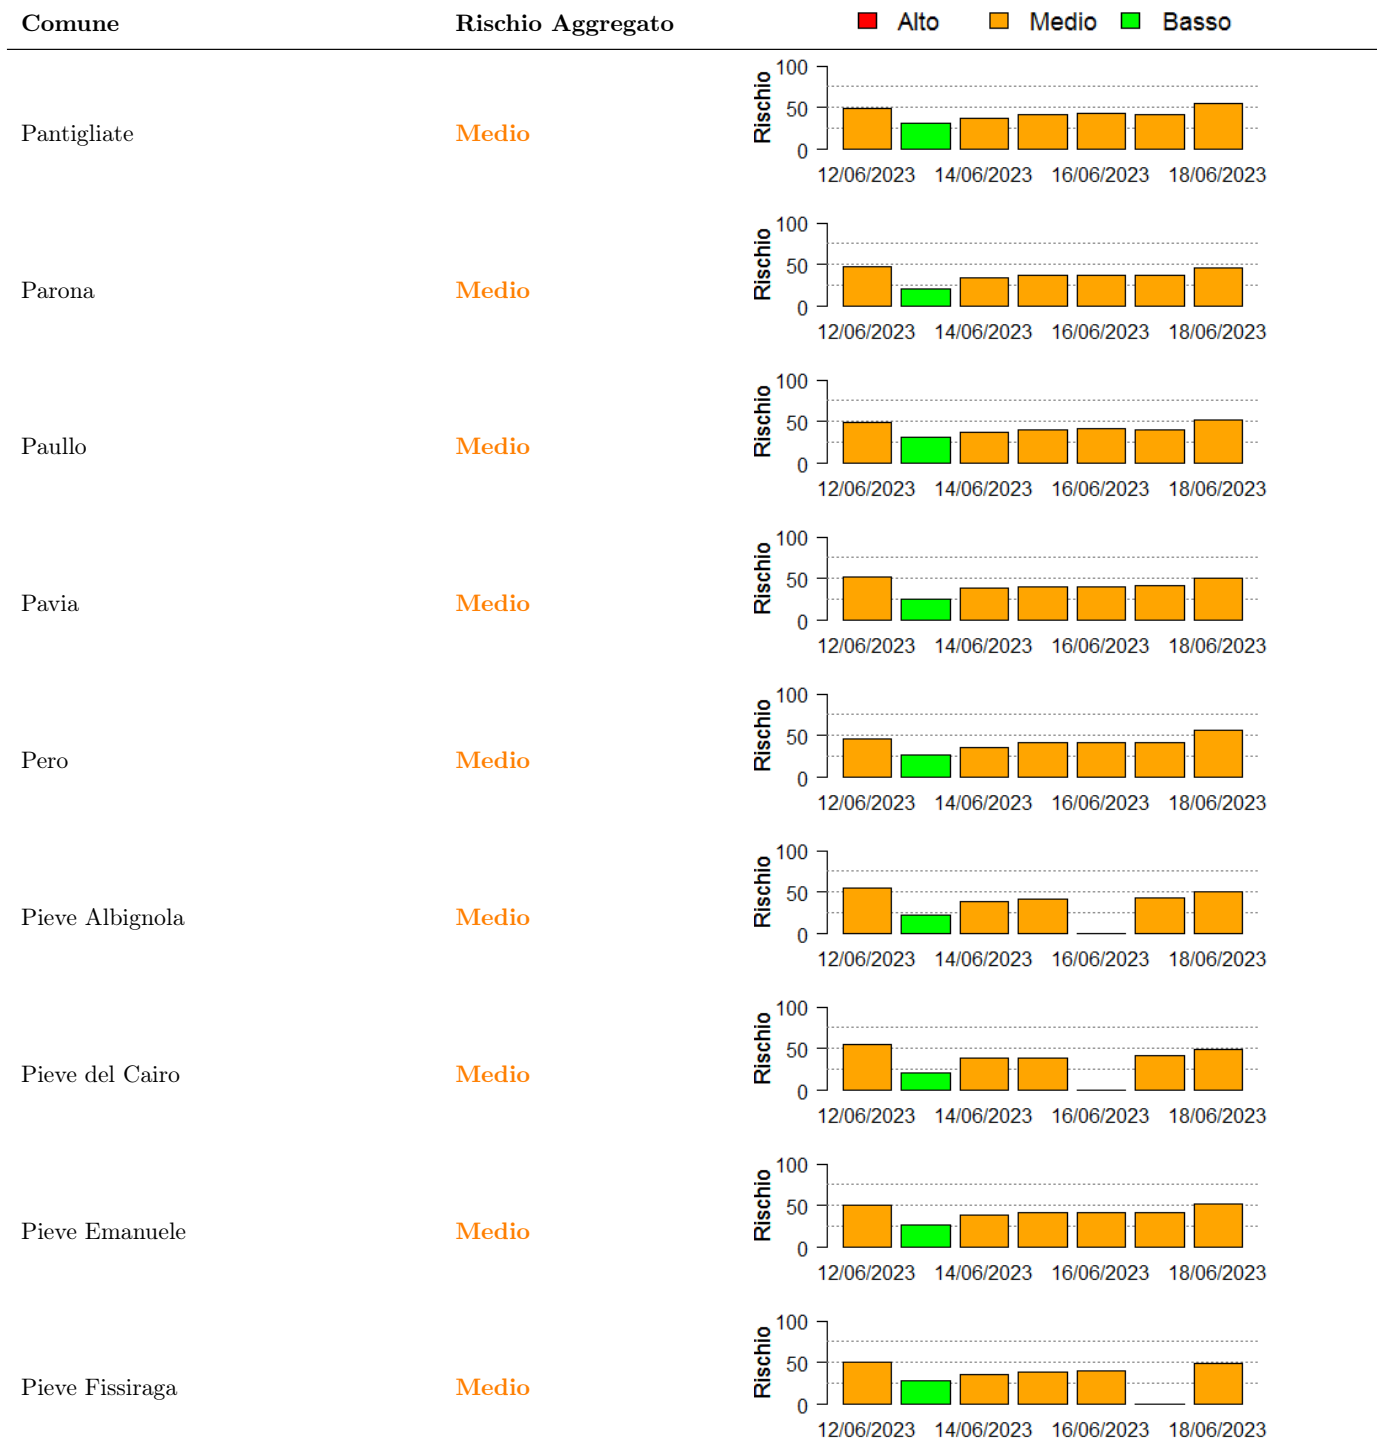 Comune Rischio Aggregato Alto Medio Basso
Pantigliate Medio Rischio 100 50 0
12/06/2023 14/06/2023 16/06/2023 18/06/2023
Parona Medio Rischio 100 50 0
12/06/2023 14/06/2023 16/06/2023 18/06/2023
Paullo Medio Rischio 100 50 0
12/06/2023 14/06/2023 16/06/2023 18/06/2023
Pavia Medio Rischio 100 50 0
12/06/2023 14/06/2023 16/06/2023 18/06/2023
Pero Medio Rischio 100 50 0
12/06/2023 14/06/2023 16/06/2023 18/06/2023
Pieve Albignola Medio Rischio 100 50 0
12/06/2023 14/06/2023 16/06/2023 18/06/2023
Pieve del Cairo Medio Rischio 100 50 0
12/06/2023 14/06/2023 16/06/2023 18/06/2023
Pieve Emanuele Medio Rischio 100 50 0
12/06/2023 14/06/2023 16/06/2023 18/06/2023
Pieve Fissiraga Medio Rischio 100 50 0
12/06/2023 14/06/2023 16/06/2023 18/06/2023